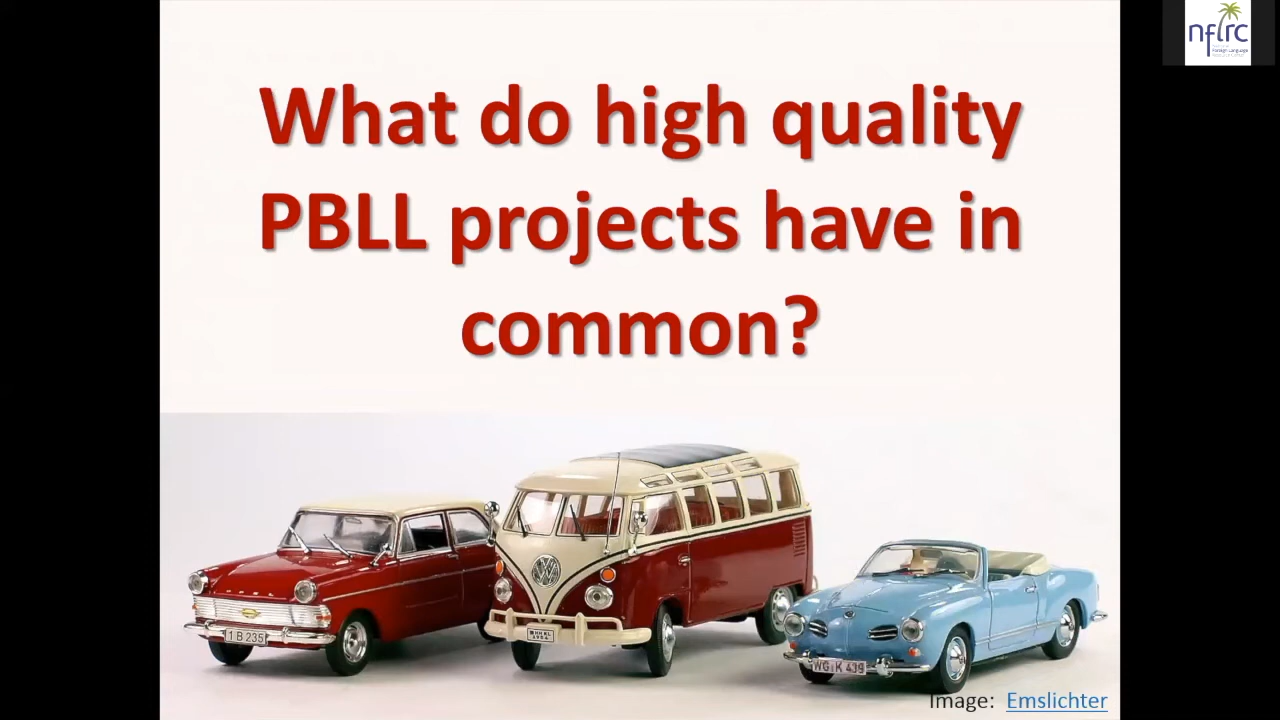 nflrc
What do high quality
PBLL projects have in
common?
1 B 235
WG K 439
Image: Emslichter